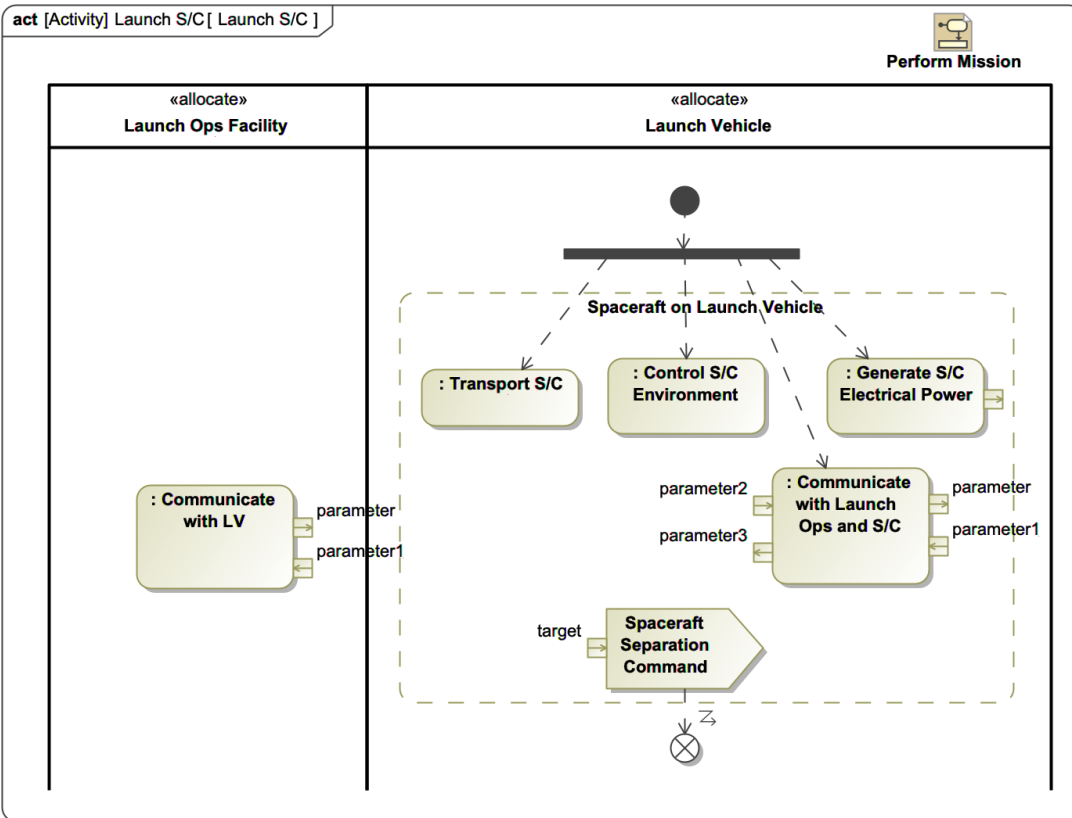 act [Activity] Launch S/C[ Launch S/C ]
Perform Mission
«allocate»
Launch Ops Facility
«allocate»
Launch Vehicle
Spaceraft on Launch Vehicle
: Transport S/C
: Control S/C
Environment
: Generate S/C
Electrical Power
: Communicate
with LV
parameter
parameter1
parameter2
parameter3
: Communicate
with Launch
Ops and S/C
parameter
parameter1
target
Spaceraft
Separation
Command